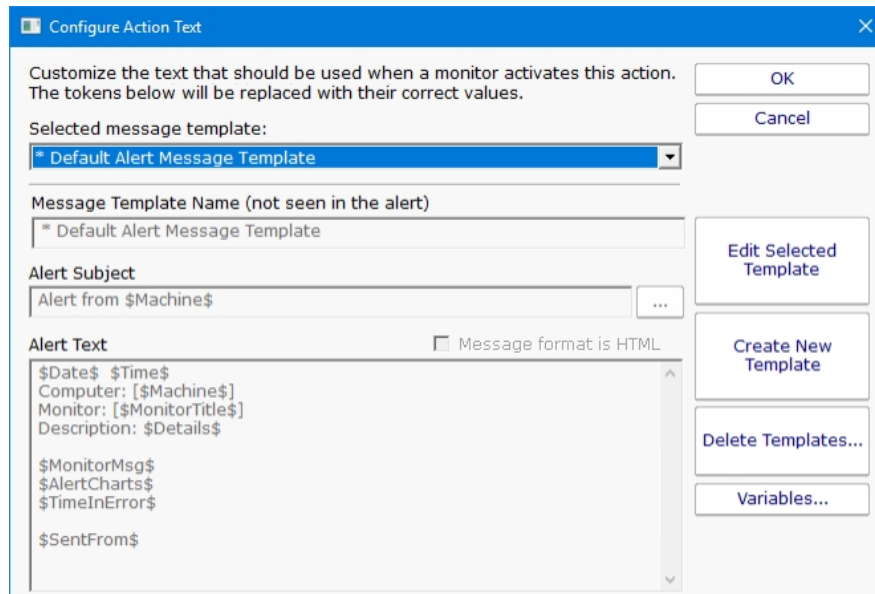 Configure Action Text
Customize the text that should be used when a monitor activates this action.
The tokens below will be replaced with their correct values.
OK
Cancel
Selected message template:
* Default Alert Message Template
Message Template Name (not seen in the alert)
* Default Alert Message Template
Edit Selected
Template
Alert Subject
Alert from $Machine$
...
Alert Text
Message format is HTML
Create New
Template
$Date$  $Time$
Computer: [$Machine$]
Monitor: [$MonitorTitle$]
Description: $Details$
Delete Templates...
$MonitorMsg$
$AlertCharts$
$TimeInError$
Variables...
$SentFrom$